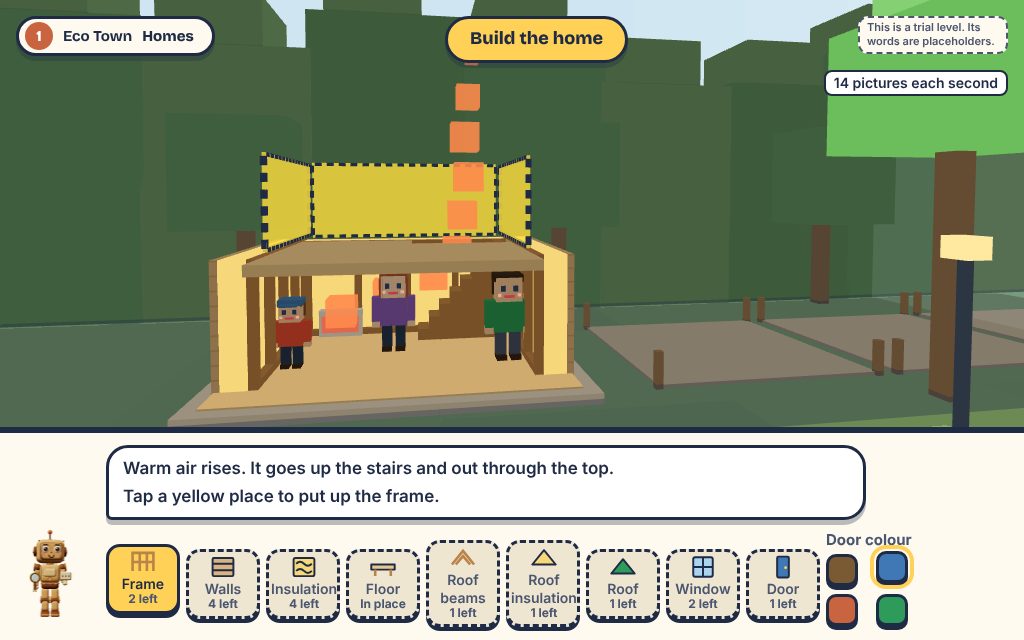 1 Eco Town Homes
Build the home
This is a trial level. Its
words are placeholders.
14 pictures each second
Warm air rises. It goes up the stairs and out through the top.
Tap a yellow place to put up the frame.
Frame
2 left
Walls
4 left
Insulation
4 left
Floor
In place
Roof
beams
1 left
Roof
insulation
1 left
Roof
1 left
Window
2 left
Door
1 left
Door colour